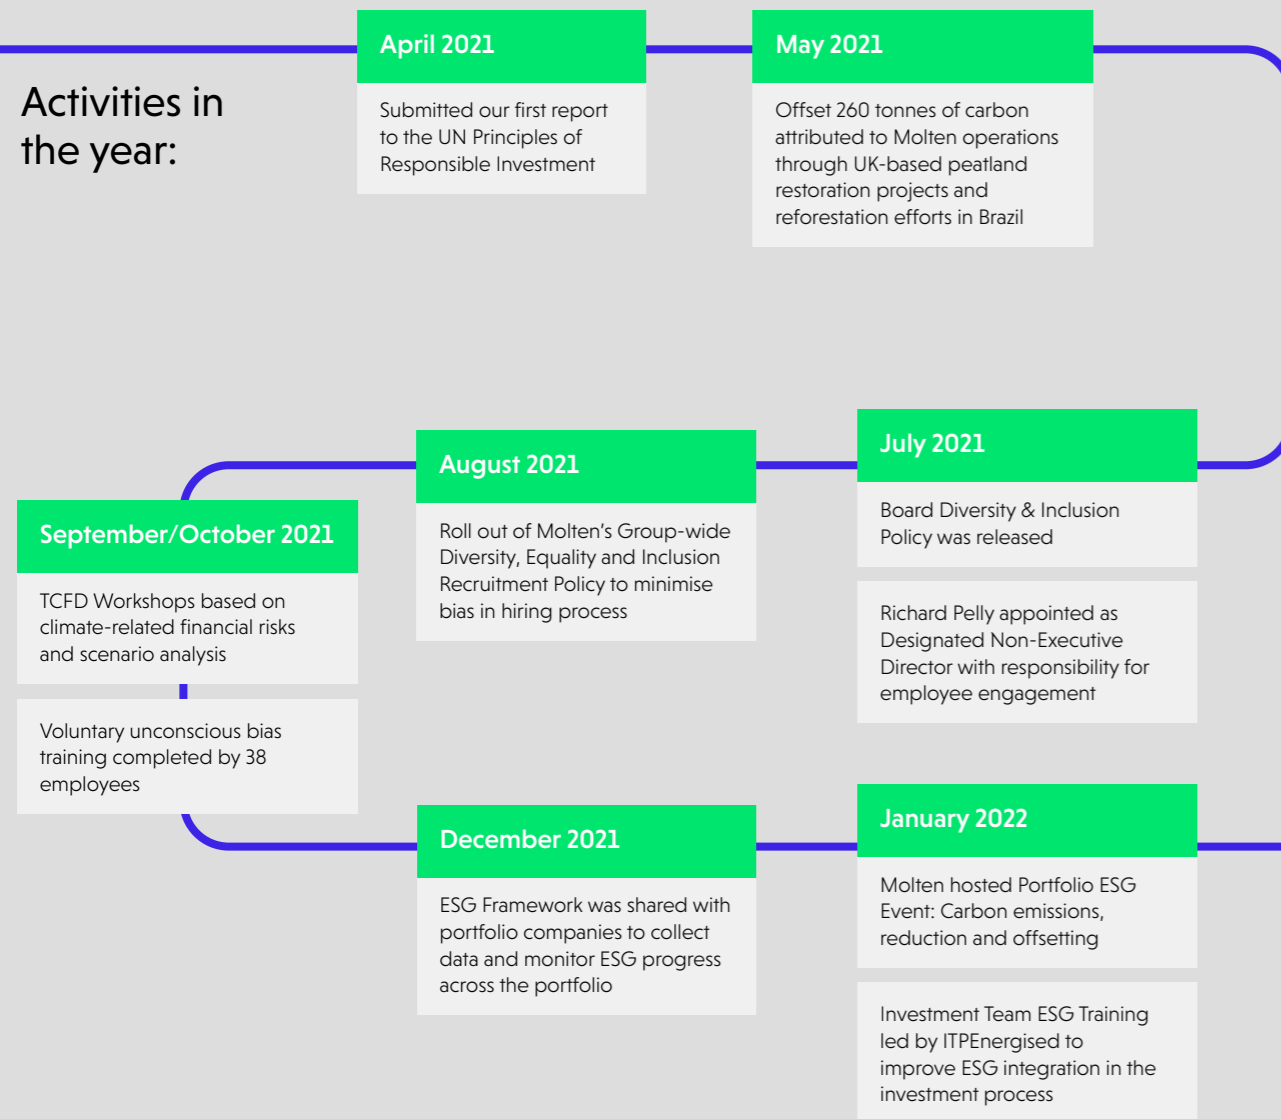 Activities in
the year:
April 2021
Submitted our first report
to the UN Principles of
Responsible Investment
May 2021
Offset 260 tonnes of carbon
attributed to Molten operations
through UK-based peatland
restoration projects and
reforestation efforts in Brazil
July 2021
Board Diversity & Inclusion
Policy was released
Richard Pelly appointed as
Designated Non-Executive
Director with responsibility for
employee engagement
August 2021
Roll out of Molten's Group-wide
Diversity, Equality and Inclusion
Recruitment Policy to minimise
bias in hiring process
September/October 2021
TCFD Workshops based on
climate-related financial risks
and scenario analysis
Voluntary unconscious bias
training completed by 38
employees
December 2021
ESG Framework was shared with
portfolio companies to collect
data and monitor ESG progress
across the portfolio
January 2022
Molten hosted Portfolio ESG
Event: Carbon emissions,
reduction and offsetting
Investment Team ESG Training
led by ITPEnergised to
improve ESG integration in the
investment process